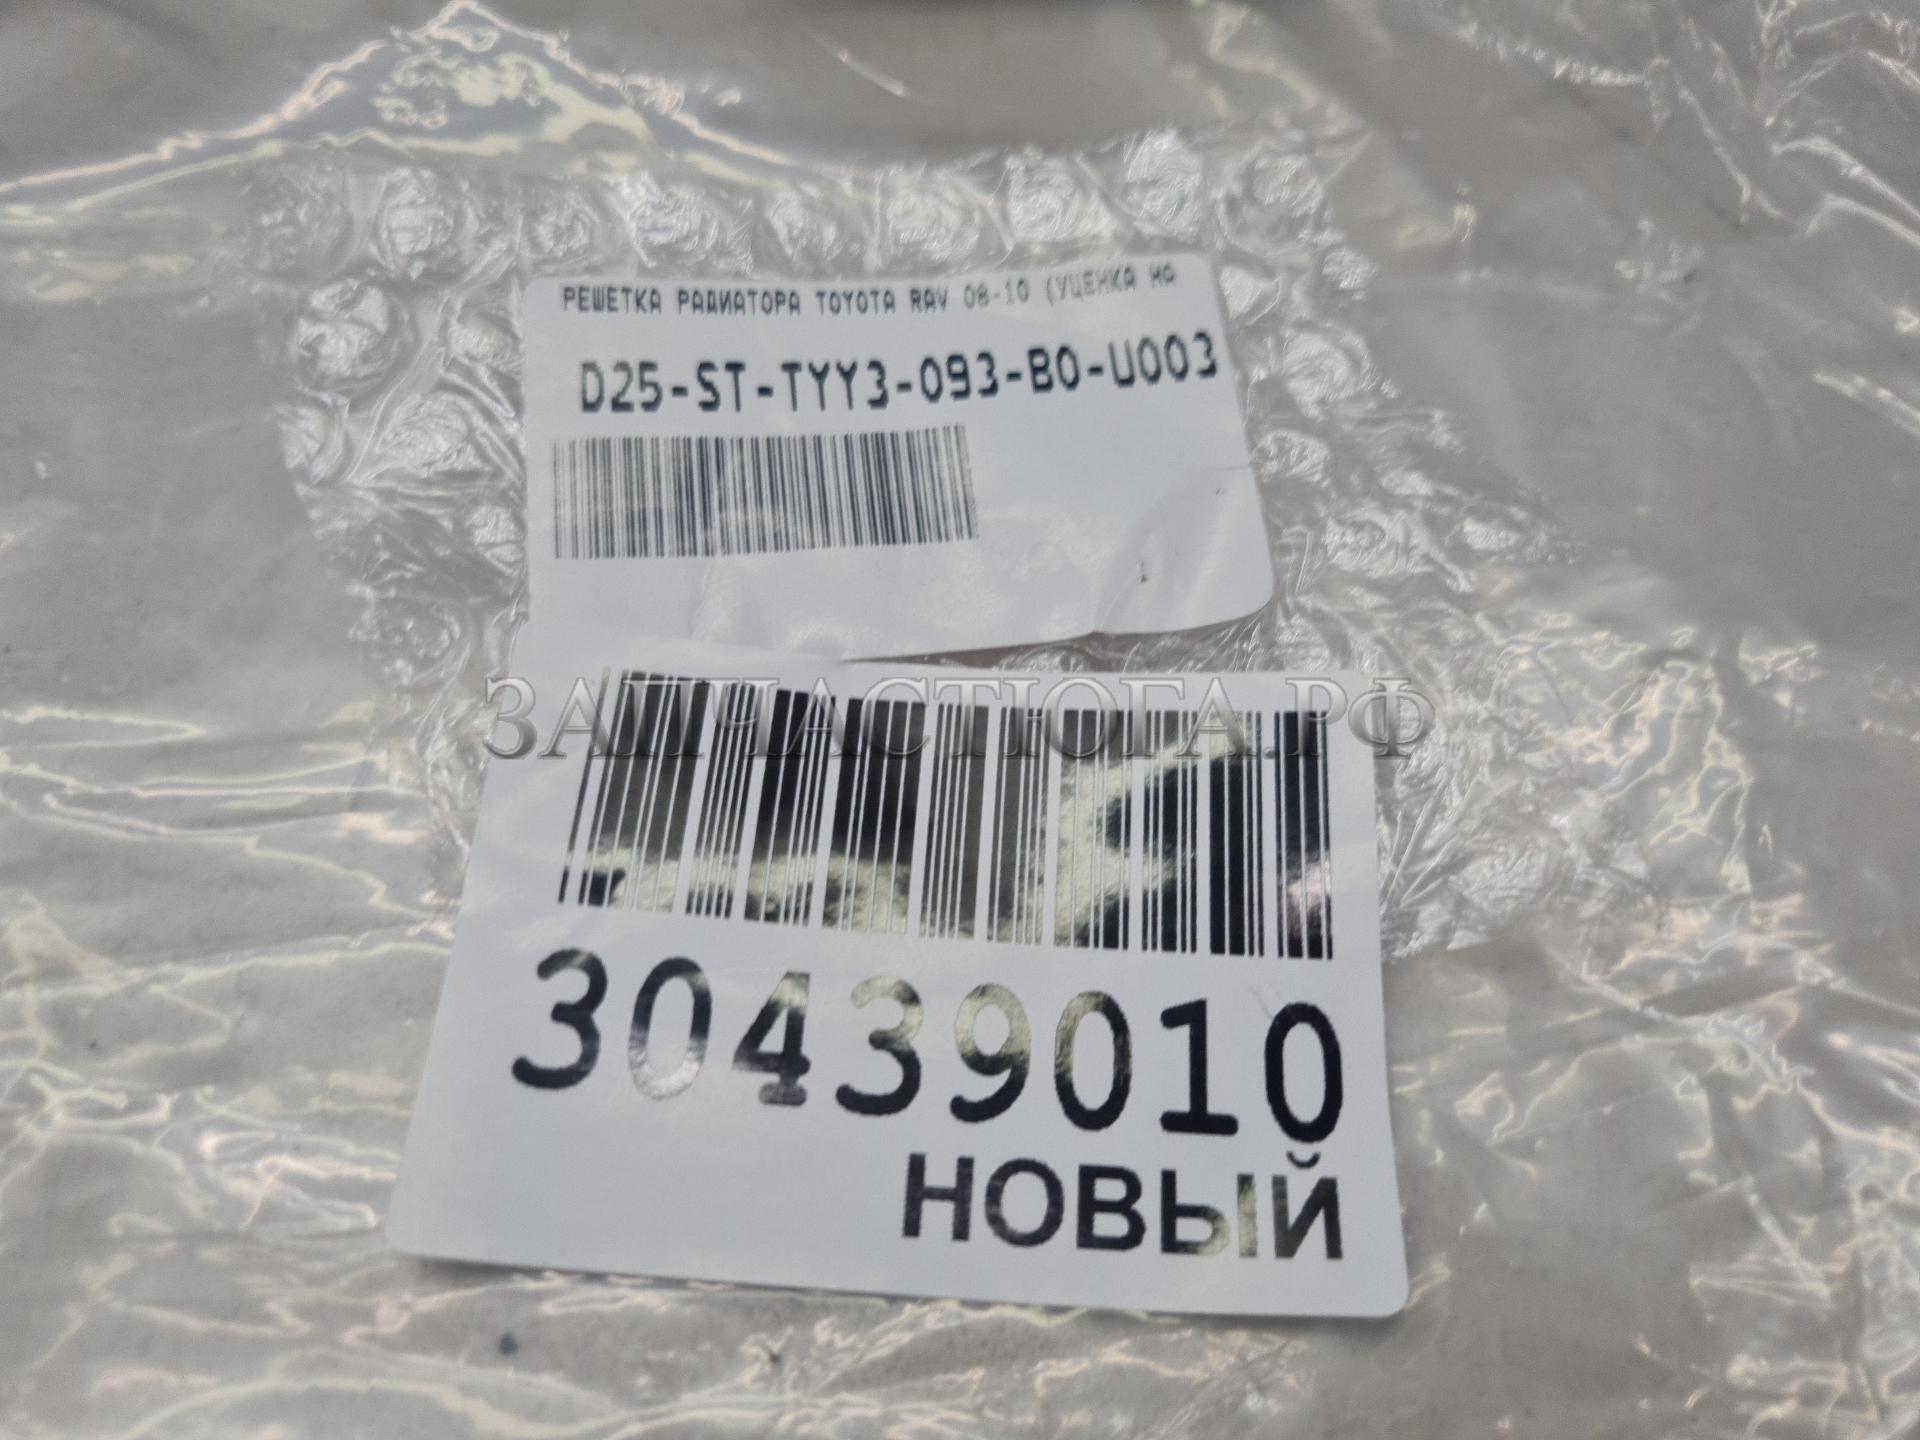 РЕШЕТКА РАДИАТОРА TOYOTA RAV 08-10 (УЦЕНКА НА
D25-ST-TYY3-093-B0-U003
ЗАПЧАСТЮГА.РФ
30439010
НОВЫЙ